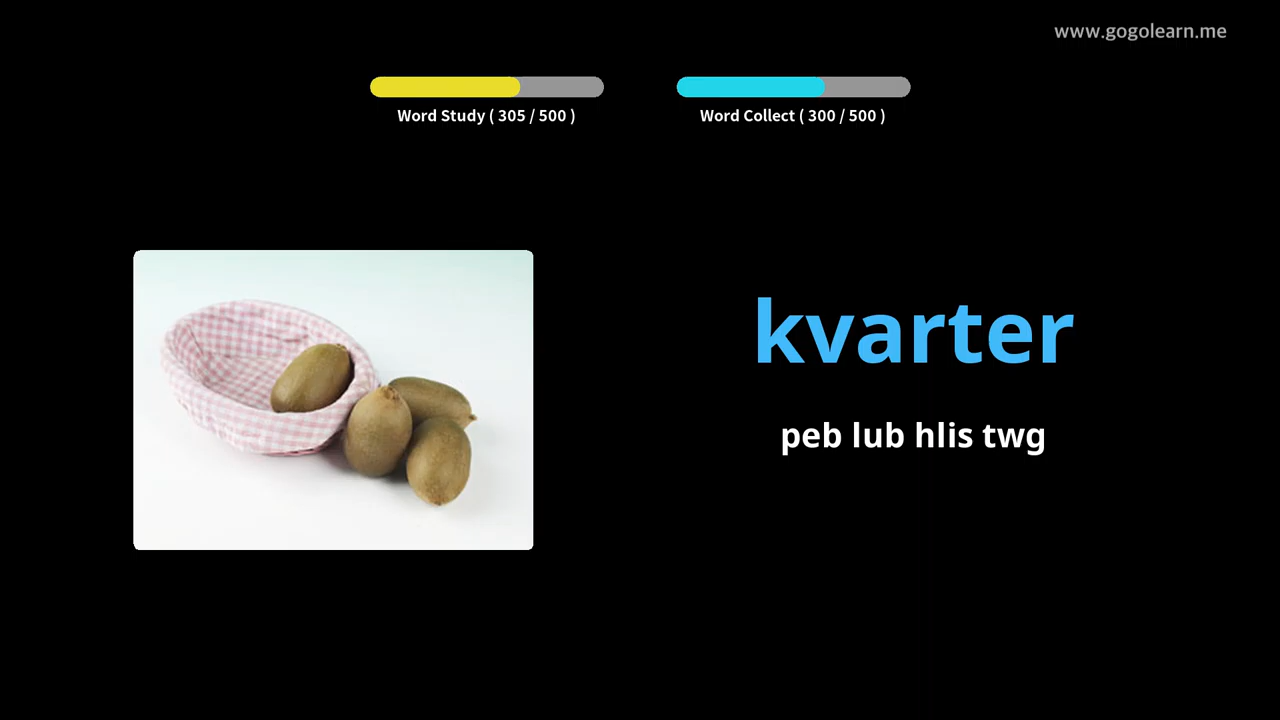 www.gogolearn.me
Word Study ( 305 / 500 )
Word Collect ( 300 / 500 )
kvarter
peb lub hlis twg